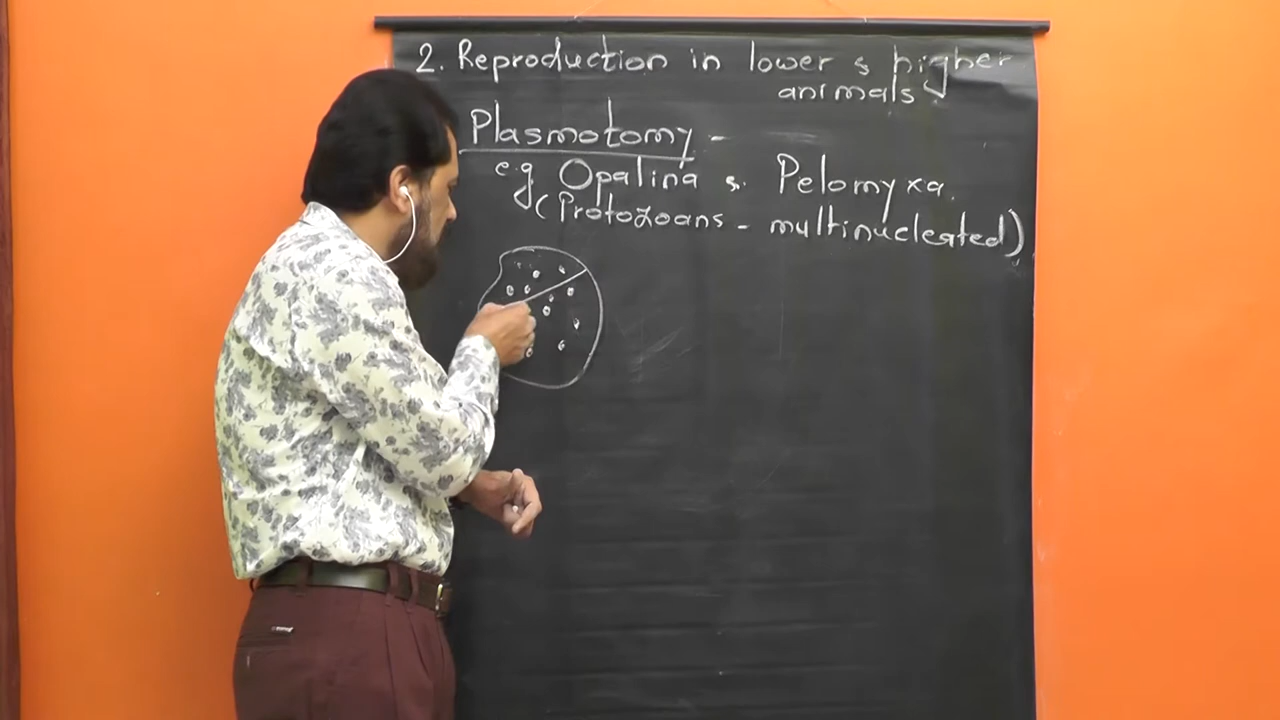 2. Reproduction in lower & higher
animals
Plasmotomy -
e.g Opalina & Pelomyxa.
(Protozoans - multinucleated)